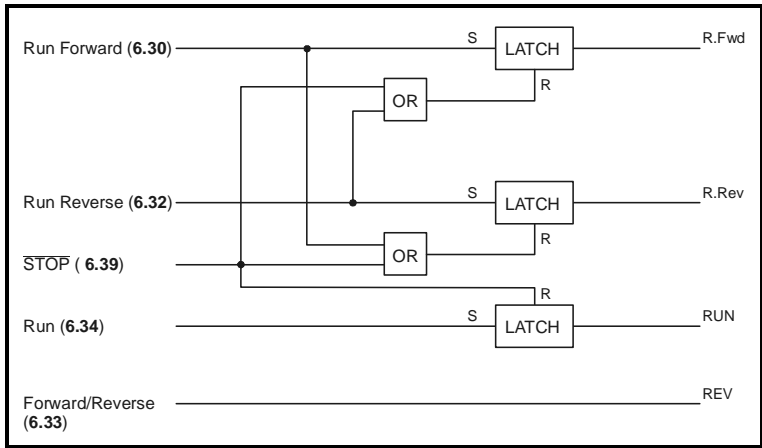 Run Forward (6.30)
S
LATCH
R.Fwd
R
OR
Run Reverse (6.32)
S
LATCH
R.Rev
R
OR
STOP ( 6.39)
R
Run (6.34)
S
LATCH
RUN
Forward/Reverse
(6.33)
REV